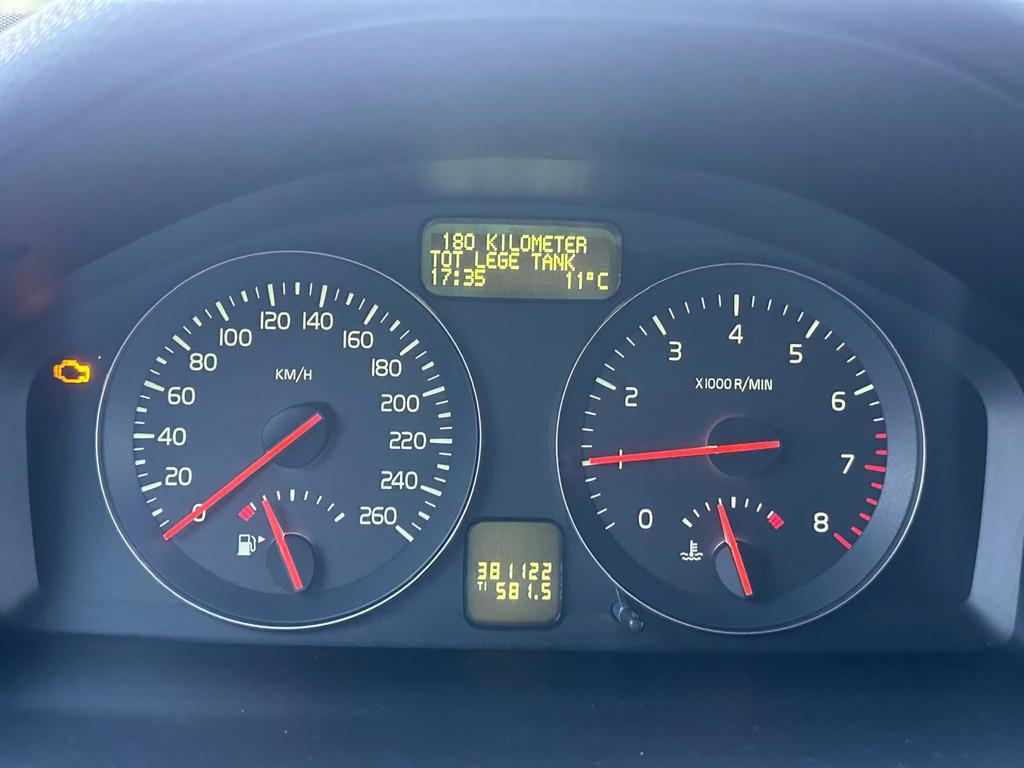 180 KILOMETER
TOT LEGE TANK
17:35 11°C
0 20 40 60 80 100 120 140 160 180 200 220 240 260
KM/H
0 1 2 3 4 5 6 7 8
X1000 R/MIN
381122
T1 581.5